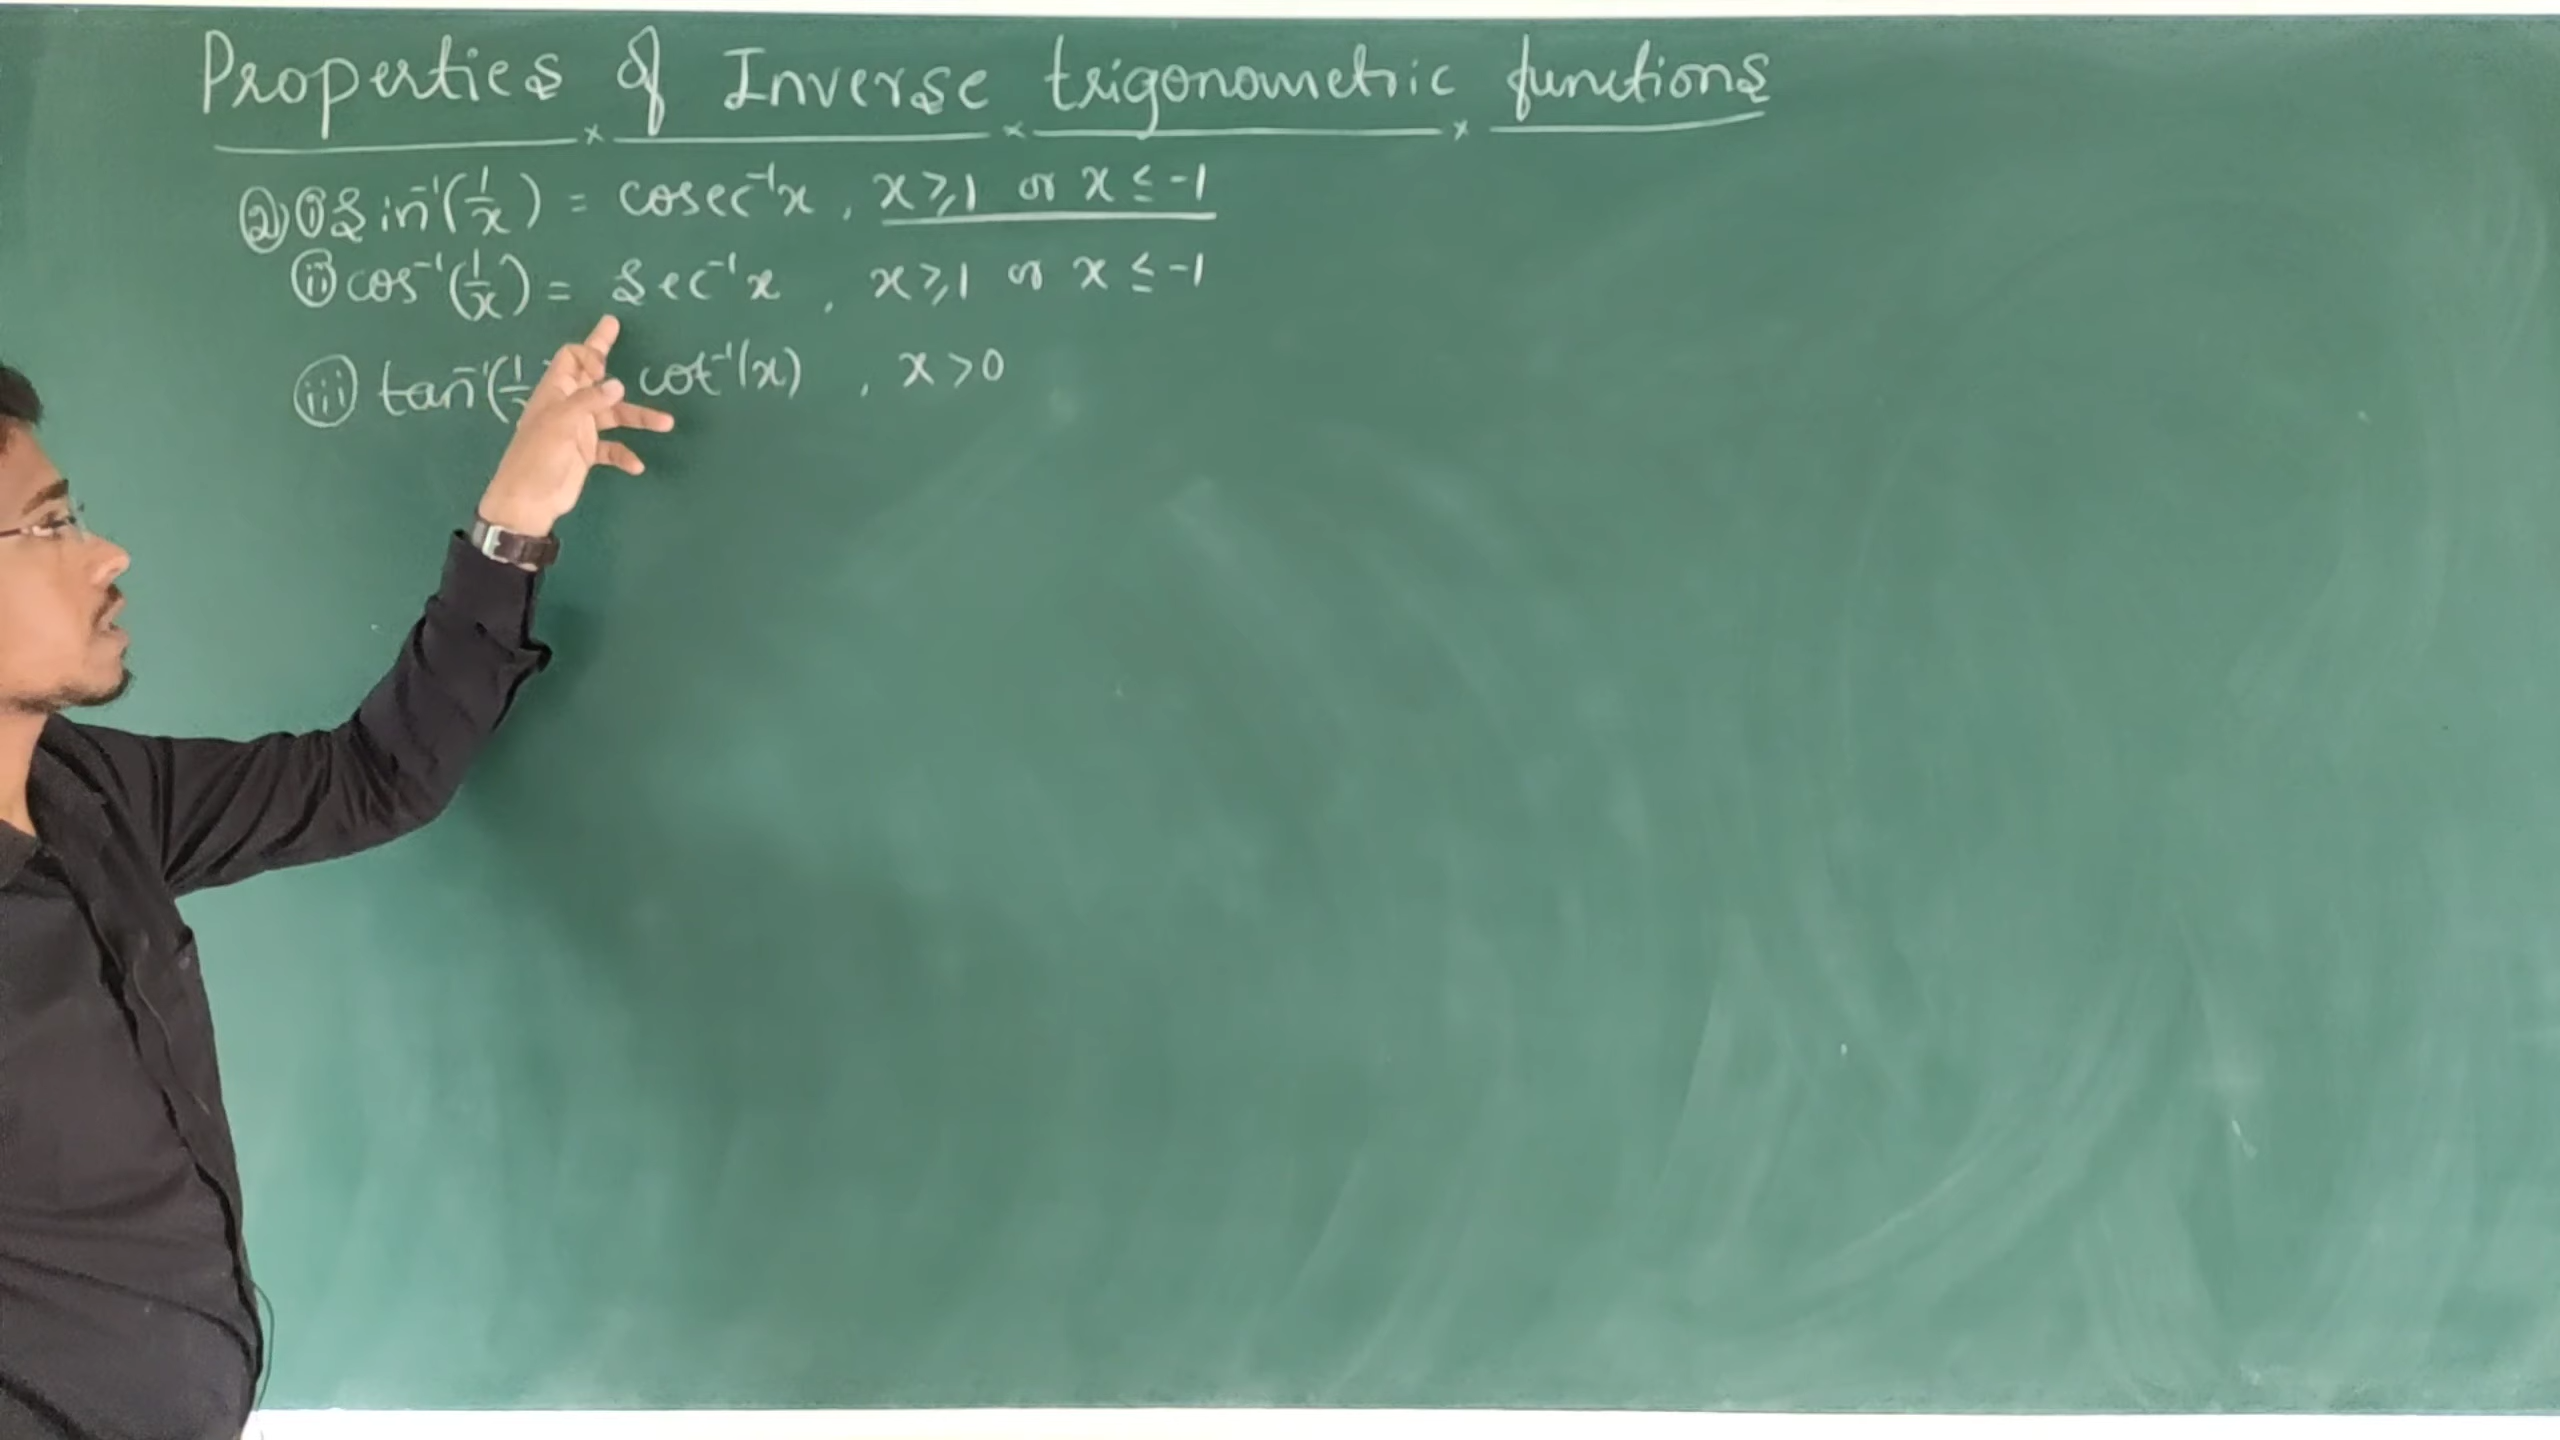 Properties of Inverse trigonometric functions
② i sin⁻¹(1/x) = cosec⁻¹x , x ≥ 1 or x ≤ -1
ii cos⁻¹(1/x) = sec⁻¹x , x ≥ 1 or x ≤ -1
iii tan⁻¹(1/ cot⁻¹(x) , x > 0